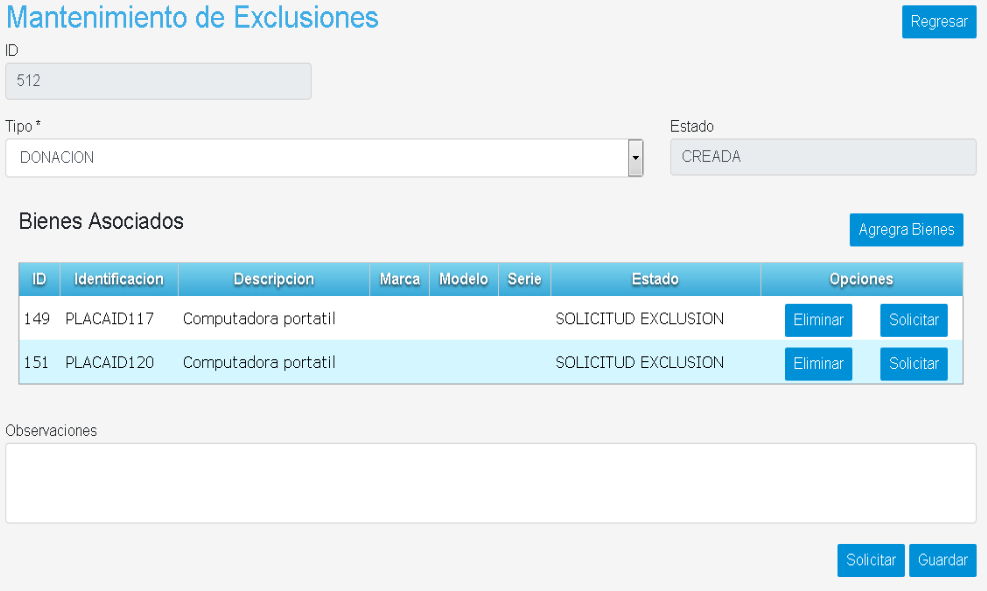 Mantenimiento de Exclusiones
Regresar
ID
512
Tipo *
Estado
DONACION
CREADA
Bienes Asociados
Agregra Bienes
ID Identificacion Descripcion Marca Modelo Serie Estado Opciones
149 PLACAID117 Computadora portatil SOLICITUD EXCLUSION Eliminar Solicitar
151 PLACAID120 Computadora portatil SOLICITUD EXCLUSION Eliminar Solicitar
Observaciones
Solicitar Guardar